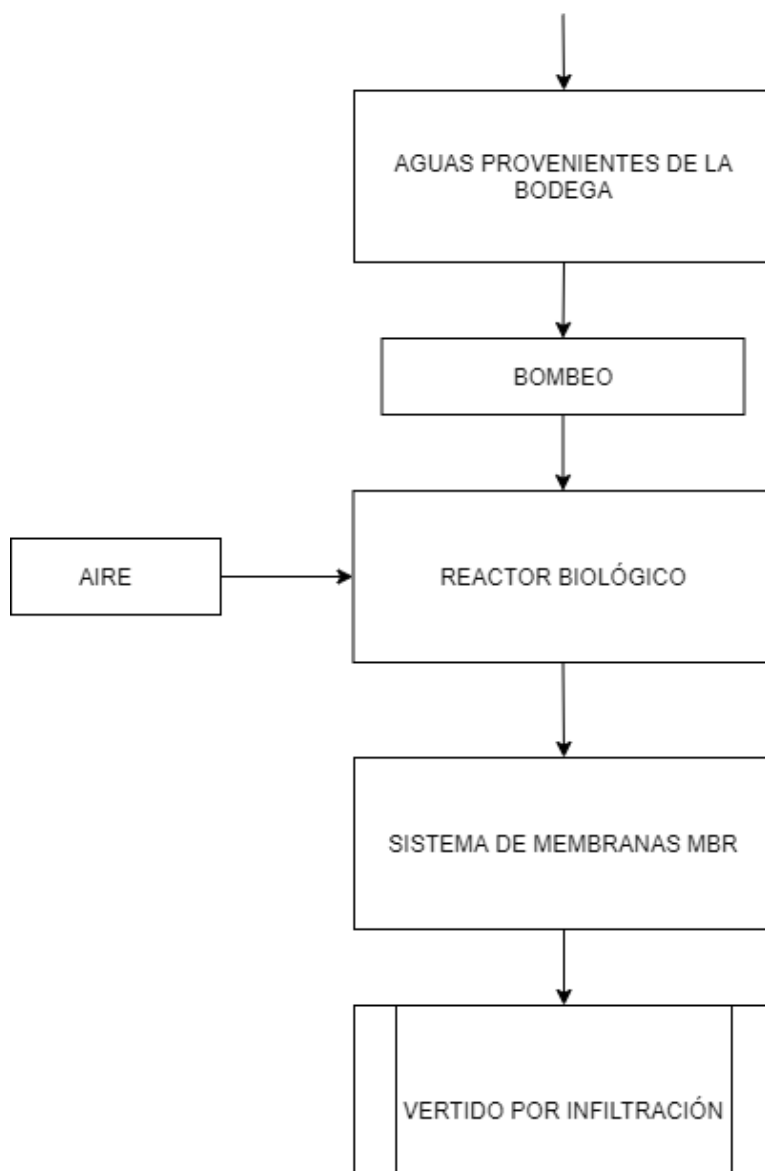 AGUAS PROVENIENTES DE LA
BODEGA
BOMBEO
AIRE
REACTOR BIOLÓGICO
SISTEMA DE MEMBRANAS MBR
VERTIDO POR INFILTRACIÓN